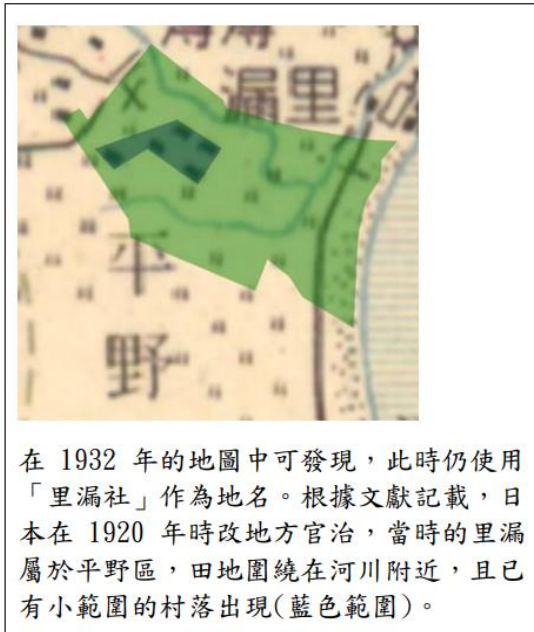 漏里
平
野
在 1932 年的地圖中可發現,此時仍使用
「里漏社」作為地名。根據文獻記載,日
本在 1920 年時改地方官治,當時的里漏
屬於平野區,田地圍繞在河川附近,且已
有小範圍的村落出現(藍色範圍)。